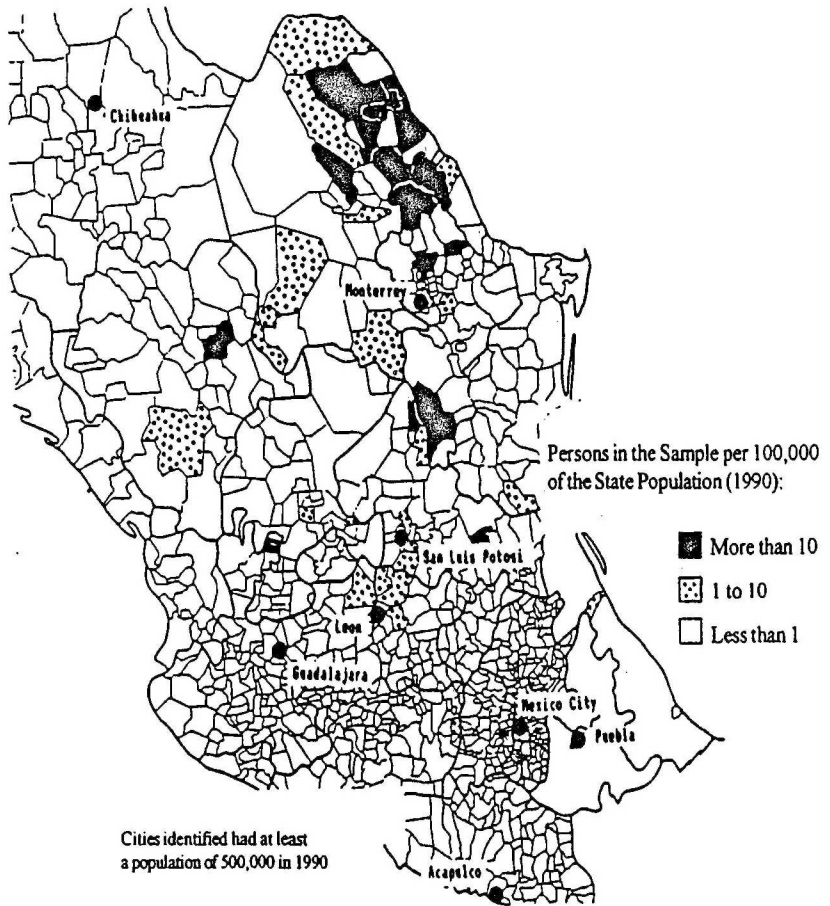 Chihuahua
Monterrey
Persons in the Sample per 100,000
of the State Population (1990):
More than 10
San Luis Potosi
1 to 10
Leon
Less than 1
Guadalajara
Mexico City
Puebla
Cities identified had at least
a population of 500,000 in 1990
Acapulco